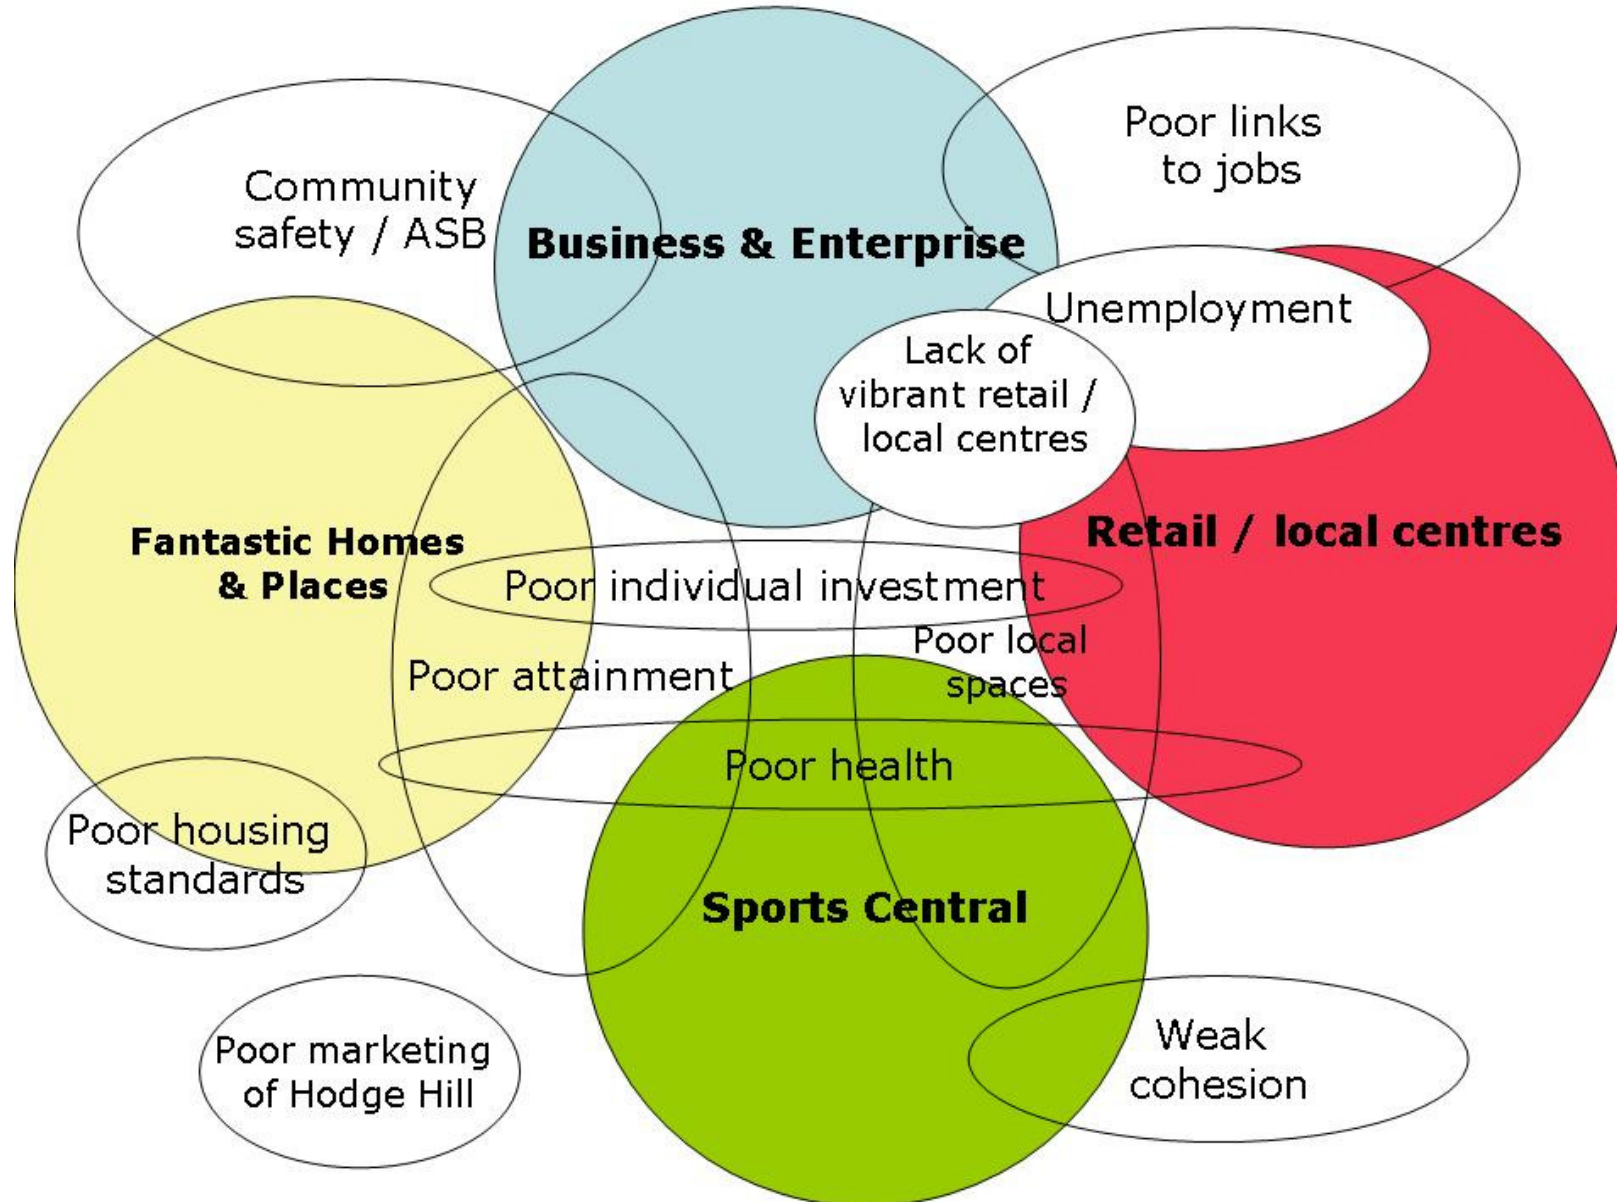 Poor links
to jobs
Community
safety / ASB
Business & Enterprise
Unemployment
Lack of
vibrant retail /
local centres
Fantastic Homes
& Places
Retail / local centres
Poor individual investment
Poor local
spaces
Poor attainment
Poor health
Poor housing
standards
Sports Central
Poor marketing
of Hodge Hill
Weak
cohesion